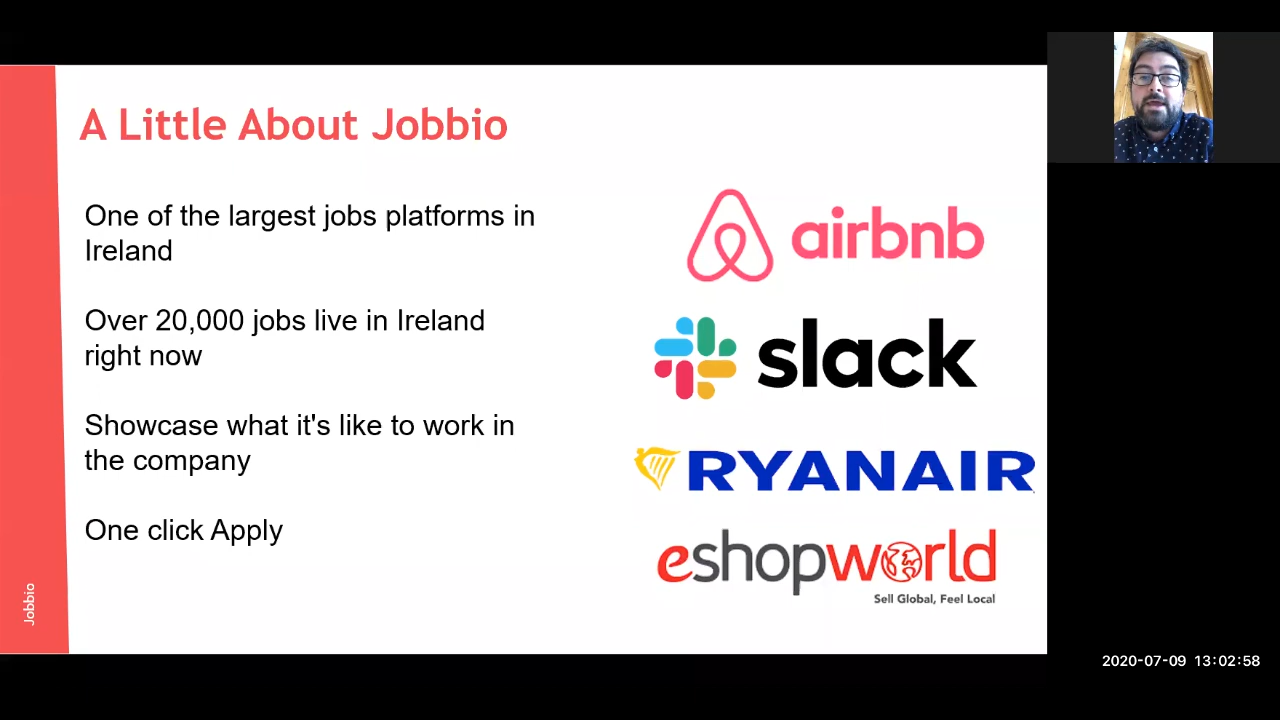 A Little About Jobbio
One of the largest jobs platforms in
Ireland
Over 20,000 jobs live in Ireland
right now
Showcase what it's like to work in
the company
One click Apply
airbnb
slack
RYANAIR
eshopworld
Sell Global, Feel Local
Jobbio
2020-07-09 13:02:58